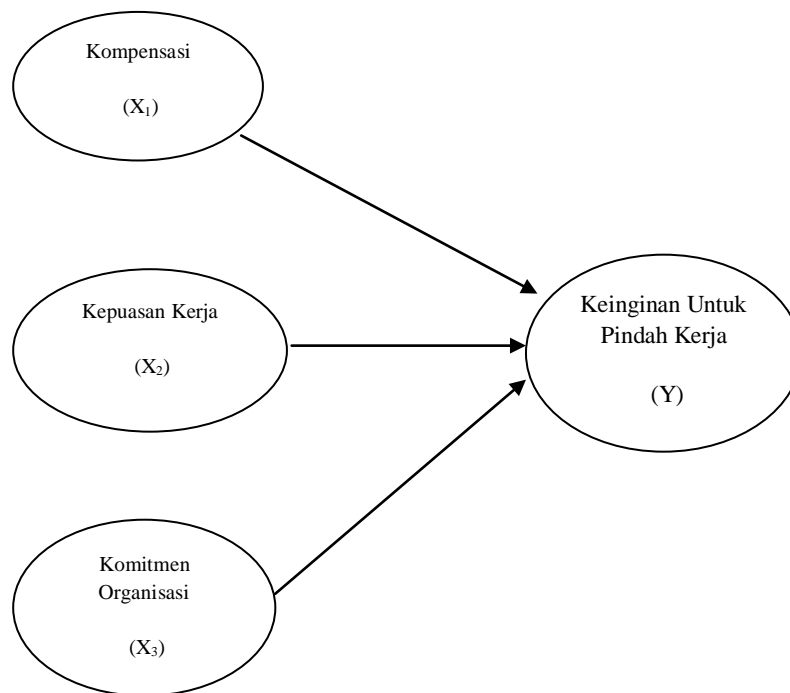 Kompensasi
(X₁)
Kepuasan Kerja
(X₂)
Keinginan Untuk
Pindah Kerja
(Y)
Komitmen
Organisasi
(X₃)